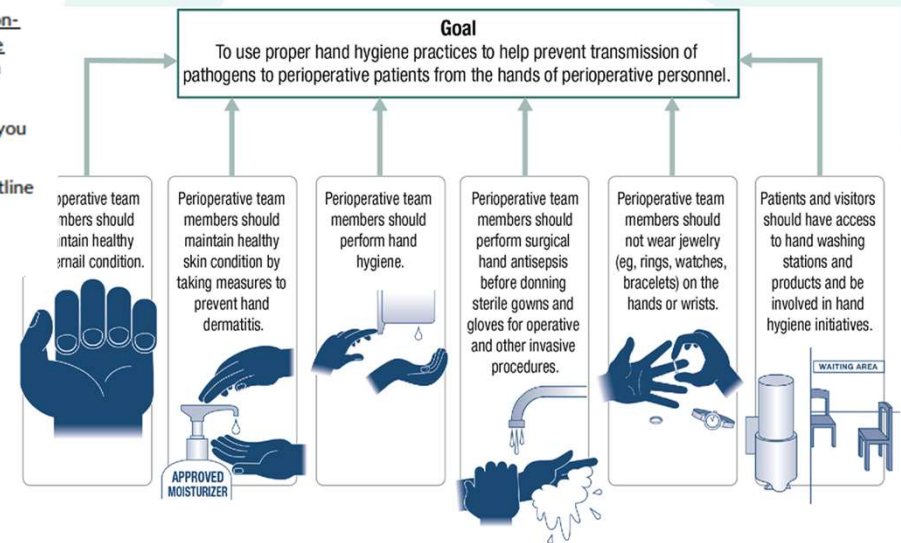 you
Goal
To use proper hand hygiene practices to help prevent transmission of
pathogens to perioperative patients from the hands of perioperative personnel.
team
should
healthy
condition.
Perioperative team
members should
maintain healthy
skin condition by
taking measures to
prevent hand
dermatitis.
APPROVED
MOISTURIZER
Perioperative team
members should
perform hand
hygiene.
Perioperative team
members should
perform surgical
hand antisepsis
before donning
sterile gowns and
gloves for operative
and other invasive
procedures.
Perioperative team
members should
not wear jewelry
(eg, rings, watches,
bracelets) on the
hands or wrists.
Patients and visitors
should have access
to hand washing
stations and
products and be
involved in hand
hygiene initiatives.
WAITING AREA